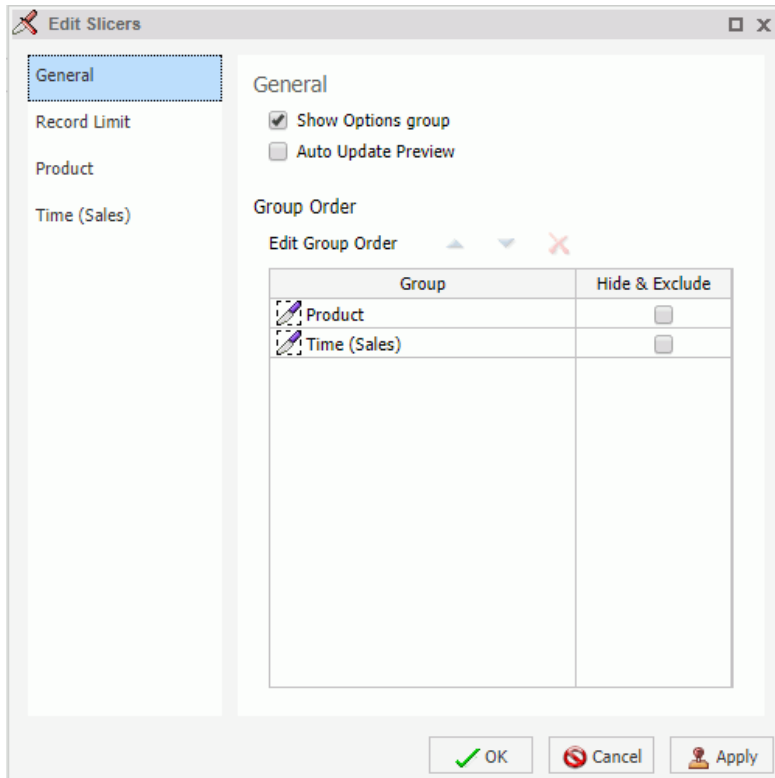 Edit Slicers
General
Record Limit
Product
Time (Sales)
General
Show Options group
Auto Update Preview
Group Order
Edit Group Order
Group Hide & Exclude
Product
Time (Sales)
OK Cancel Apply